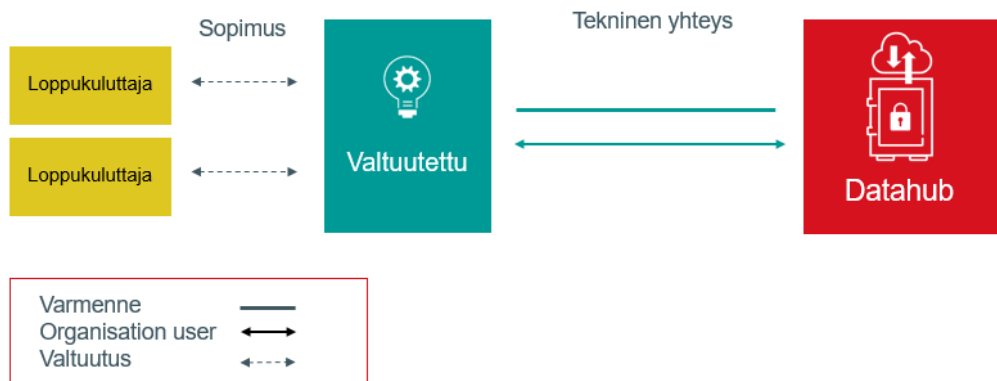 Sopimus
Tekninen yhteys
Loppukuluttaja
Loppukuluttaja
Valtuutettu
Datahub
Varmenne
Organisation user
Valtuutus